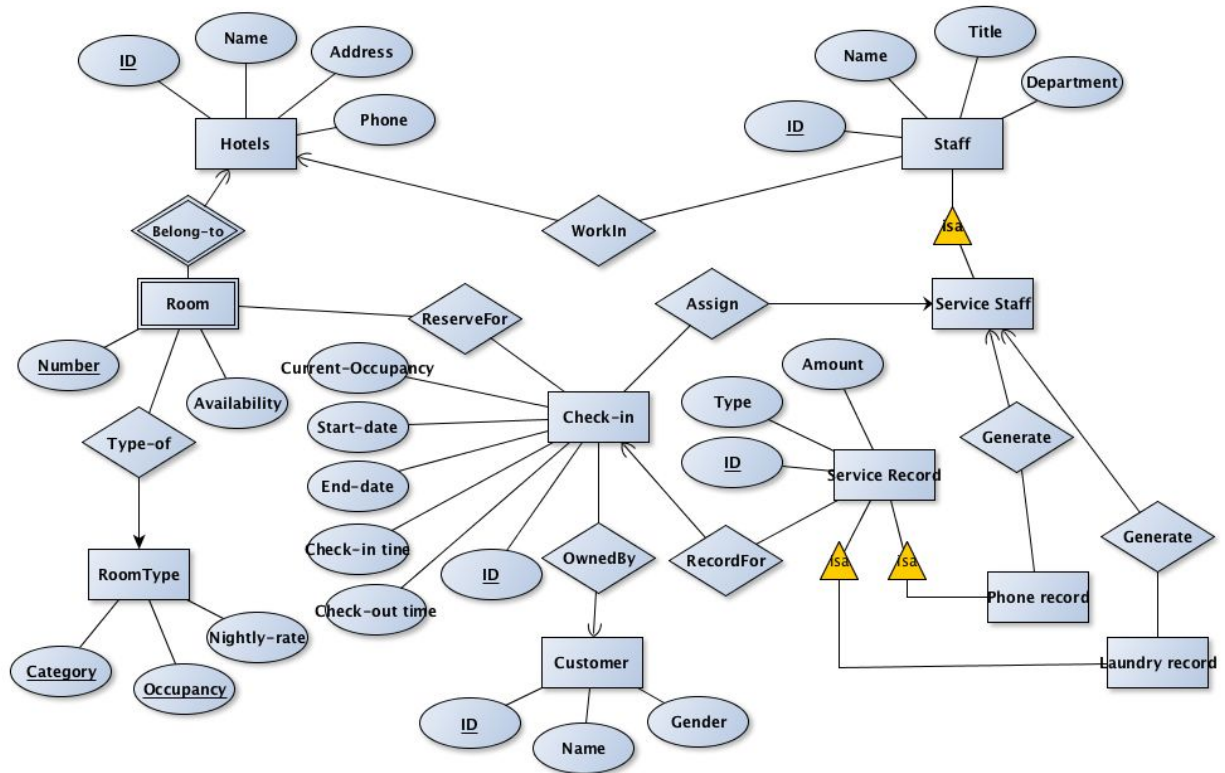 ID
Name
Address
Phone
Hotels
Name
Title
Department
ID
Staff
Belong-to
WorkIn
isa
Room
ReserveFor
Assign
Service Staff
Number
Availability
Type-of
Current-Occupancy
Start-date
End-date
Check-in tine
Check-out time
ID
Check-in
Amount
Type
ID
Service Record
Generate
Generate
RoomType
Category
Occupancy
Nightly-rate
OwnedBy
RecordFor
isa
isa
Phone record
Laundry record
Customer
ID
Name
Gender